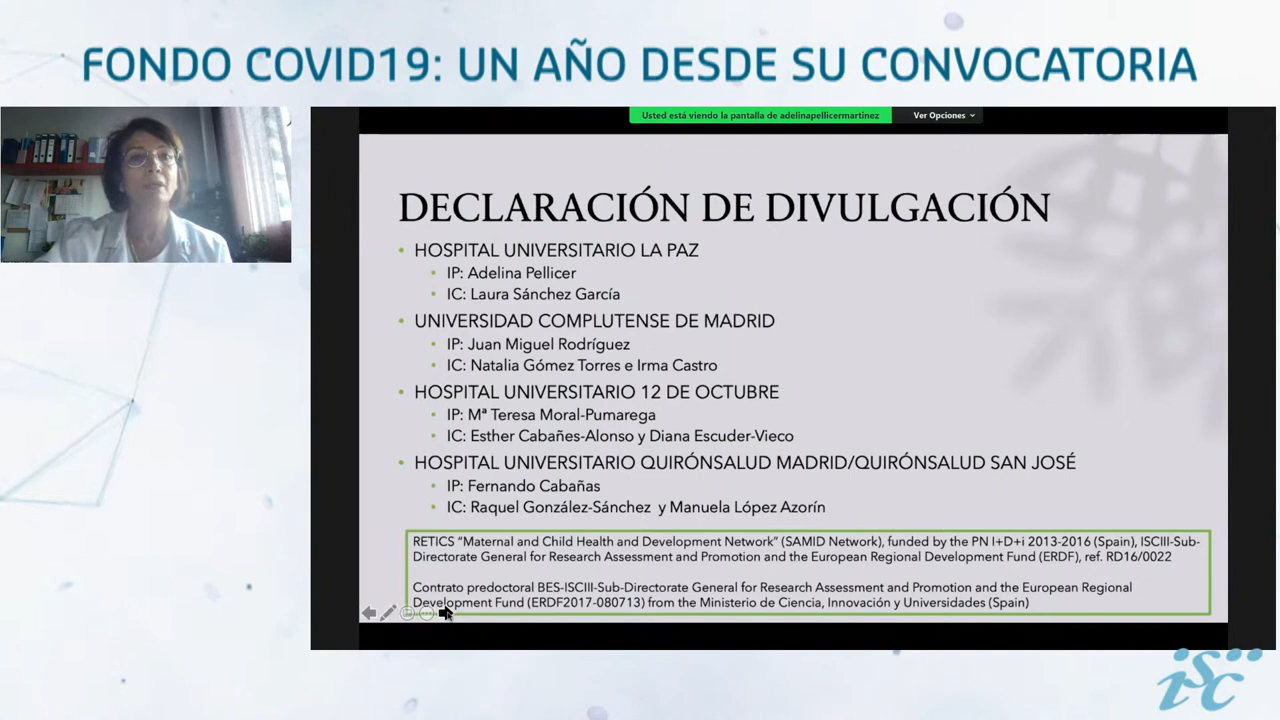 FONDO COVID19: UN AÑO DESDE SU CONVOCATORIA
Usted está viendo la pantalla de adelinapellicermartinez
Ver Opciones
DECLARACIÓN DE DIVULGACIÓN
• HOSPITAL UNIVERSITARIO LA PAZ
• IP: Adelina Pellicer
• IC: Laura Sánchez García
• UNIVERSIDAD COMPLUTENSE DE MADRID
• IP: Juan Miguel Rodríguez
• IC: Natalia Gómez Torres e Irma Castro
• HOSPITAL UNIVERSITARIO 12 DE OCTUBRE
• IP: Mª Teresa Moral-Pumarega
• IC: Esther Cabañes-Alonso y Diana Escuder-Vieco
• HOSPITAL UNIVERSITARIO QUIRÓNSALUD MADRID/QUIRÓNSALUD SAN JOSÉ
• IP: Fernando Cabañas
• IC: Raquel González-Sánchez y Manuela López Azorín
RETICS “Maternal and Child Health and Development Network” (SAMID Network), funded by the PN I+D+i 2013-2016 (Spain), ISCIII-Sub-
Directorate General for Research Assessment and Promotion and the European Regional Development Fund (ERDF), ref. RD16/0022
Contrato predoctoral BES-ISCIII-Sub-Directorate General for Research Assessment and Promotion and the European Regional
Development Fund (ERDF2017-080713) from the Ministerio de Ciencia, Innovación y Universidades (Spain)
isciii